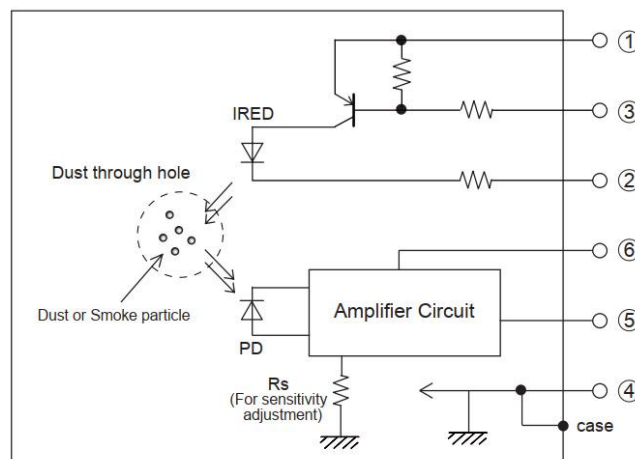 ①
③
IRED
Dust through hole
②
⑥
Amplifier Circuit
⑤
Dust or Smoke particle
PD
Rs
(For sensitivity
adjustment)
④
case